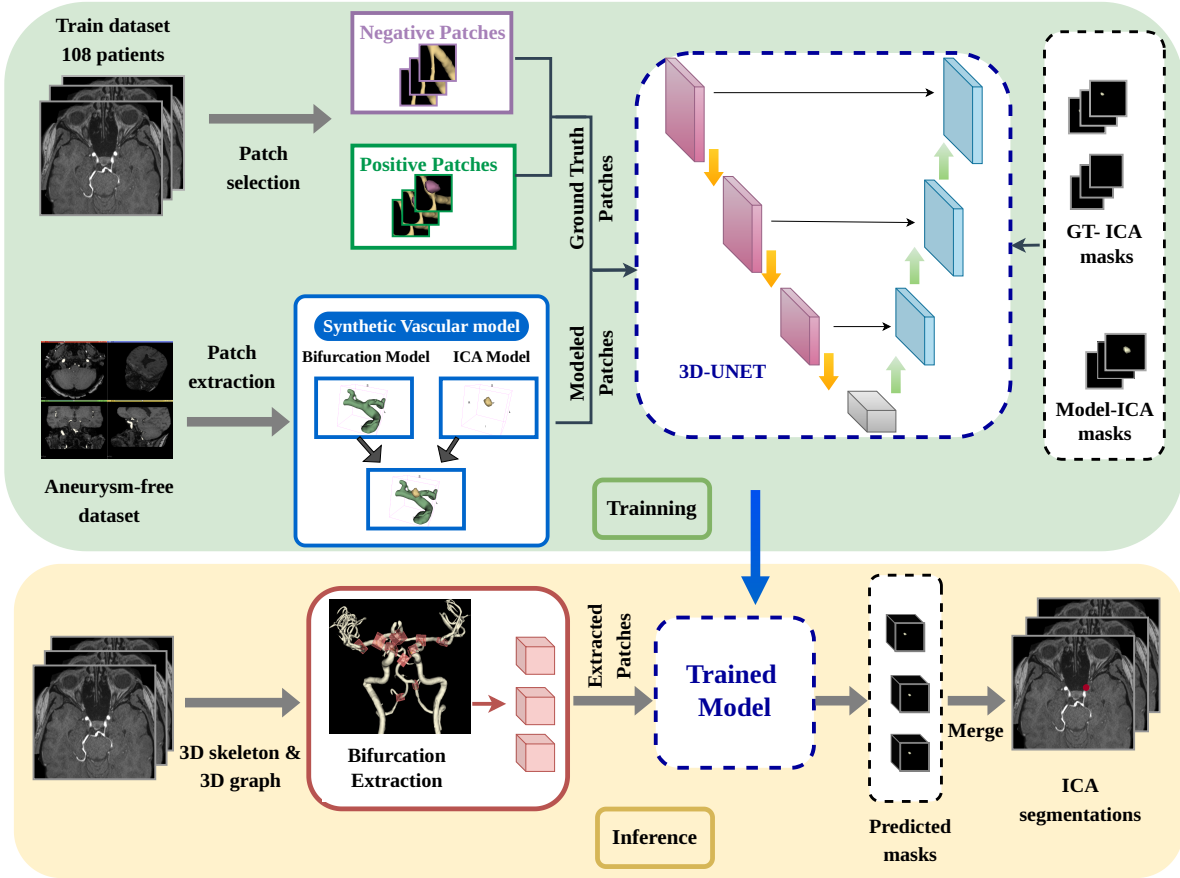 Train dataset
108 patients
Patch
selection
Negative Patches
Positive Patches
Ground Truth
Patches
Modeled
Patches
3D-UNET
GT- ICA
masks
Model-ICA
masks
Patch
extraction
Aneurysm-free
dataset
Synthetic Vascular model
Bifurcation Model
ICA Model
Trainning
3D skeleton &
3D graph
Bifurcation
Extraction
Extracted
Patches
Trained
Model
Predicted
masks
Merge
ICA
segmentations
Inference